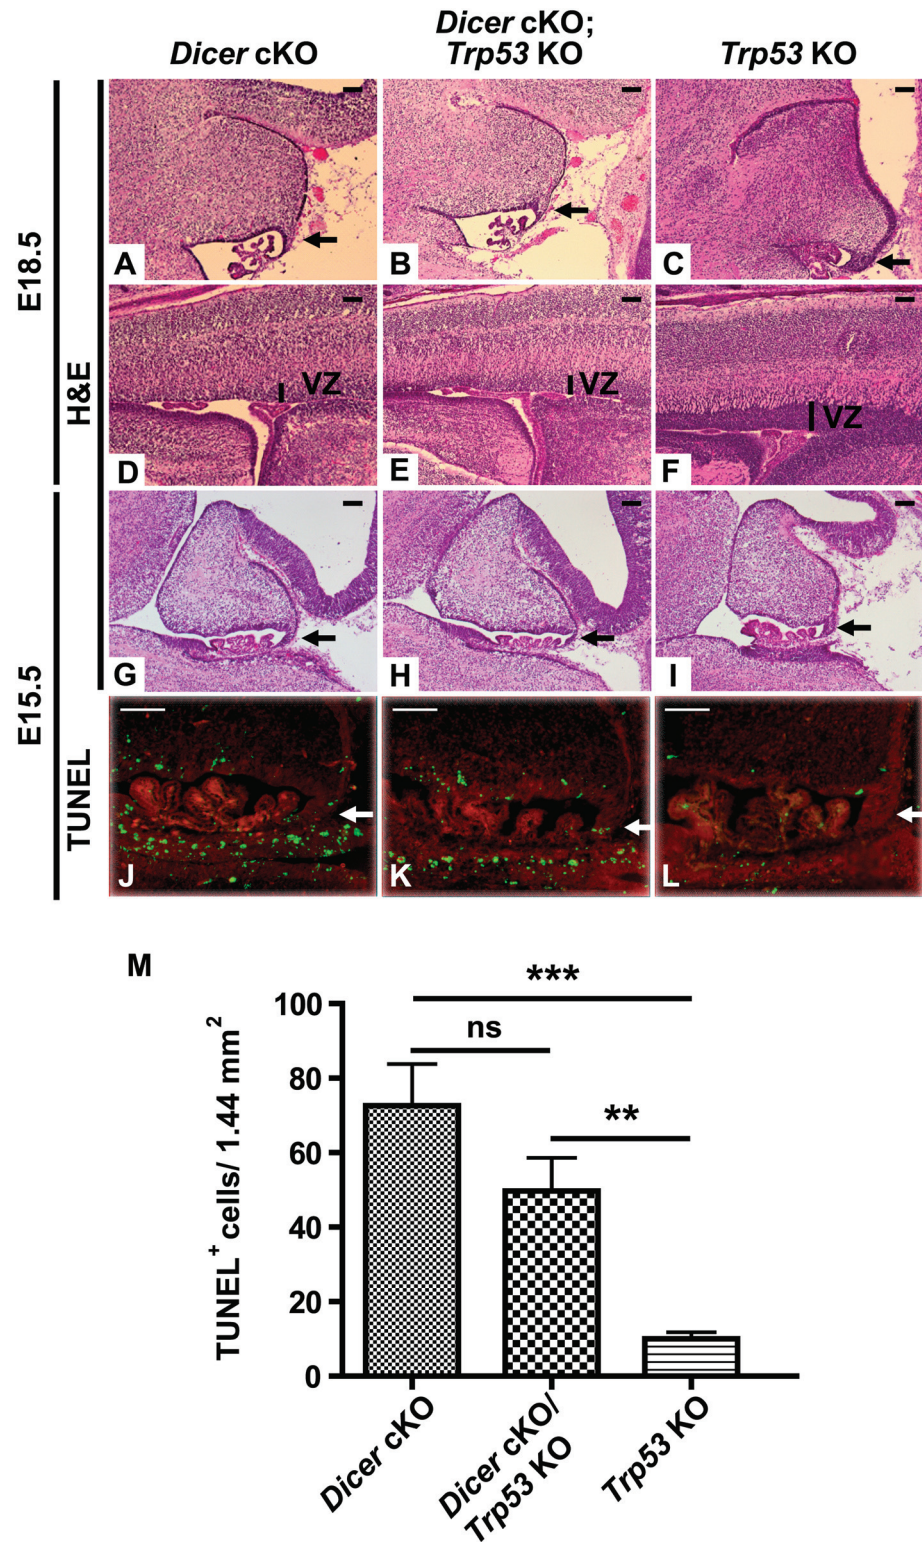 Dicer cKO
Dicer cKO;
Trp53 KO
Trp53 KO
E18.5
H&E
A
B
C
D
VZ
E
VZ
F
VZ
E15.5
G
H
I
TUNEL
J
K
L
M
TUNEL+ cells/ 1.44 mm2
100
80
60
40
20
0
***
ns
**
Dicer cKO
Dicer cKO/
Trp53 KO
Trp53 KO